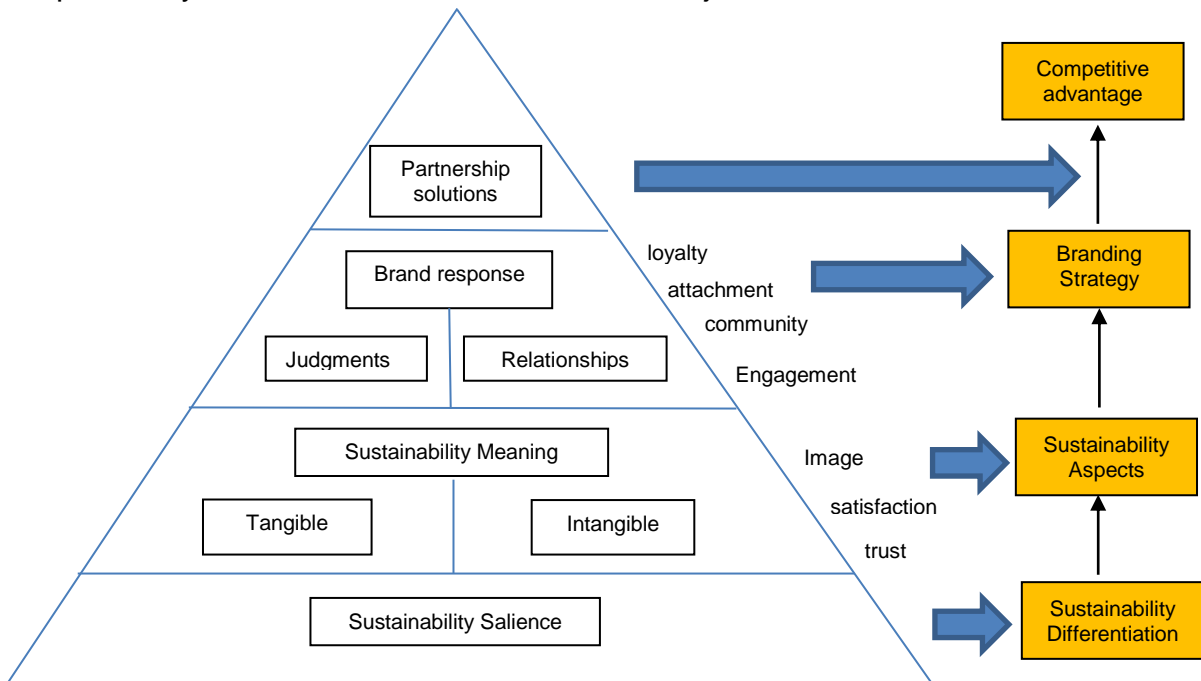 Competitive
advantage
Partnership
solutions
loyalty
Brand response
Branding
Strategy
attachment
community
Judgments
Relationships
Engagement
Sustainability Meaning
Image
Sustainability
Aspects
satisfaction
Tangible
Intangible
trust
Sustainability Salience
Sustainability
Differentiation